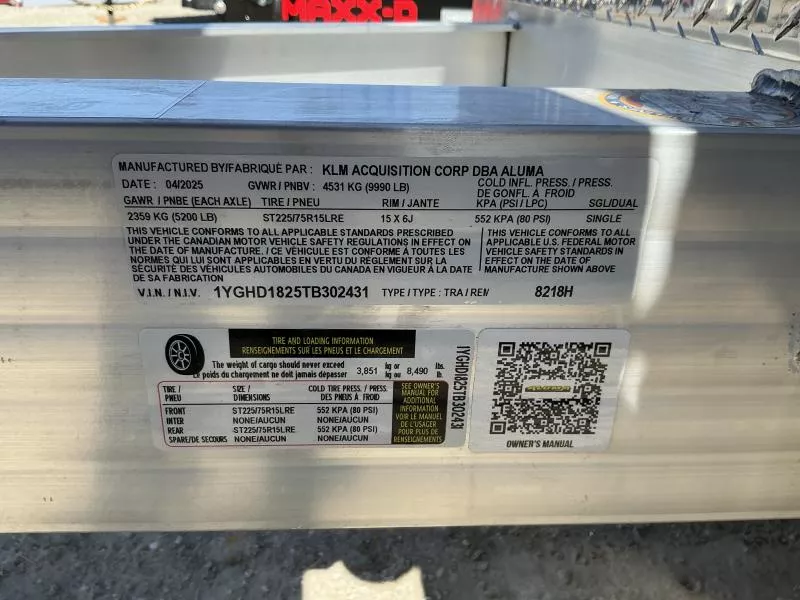 MAXX-D
MANUFACTURED BY/FABRIQUÉ PAR : KLM ACQUISITION CORP DBA ALUMA
DATE : 04/2025 GVWR / PNBV : 4531 KG (9990 LB) COLD INFL. PRESS. / PRESS. DE GONFL. À FROID
GAWR / PNBE (EACH AXLE) TIRE / PNEU RIM / JANTE KPA (PSI / LPC) SGL/DUAL
2359 KG (5200 LB) ST225/75R15LRE 15 X 6J 552 KPA (80 PSI) SINGLE
THIS VEHICLE CONFORMS TO ALL APPLICABLE STANDARDS PRESCRIBED
UNDER THE CANADIAN MOTOR VEHICLE SAFETY REGULATIONS IN EFFECT ON
THE DATE OF MANUFACTURE. / CE VÉHICULE EST CONFORME À TOUTES LES
NORMES QUI LUI SONT APPLICABLES EN VERTU DU RÈGLEMENT SUR LA
SÉCURITÉ DES VÉHICULES AUTOMOBILES DU CANADA EN VIGUEUR À LA DATE
DE SA FABRICATION
THIS VEHICLE CONFORMS TO ALL
APPLICABLE U.S. FEDERAL MOTOR
VEHICLE SAFETY STANDARDS IN
EFFECT ON THE DATE OF
MANUFACTURE SHOWN ABOVE.
V.I.N. / N.I.V. 1YGHD1825TB302431 TYPE / TYPE : TRA / REM 8218H
TIRE AND LOADING INFORMATION
RENSEIGNEMENTS SUR LES PNEUS ET LE CHARGEMENT
The weight of cargo should never exceed 3,851 kg or 8,490 lbs.
Le poids du chargement ne doit jamais dépasser kg ou lb.
TIRE / PNEU SIZE / DIMENSIONS COLD TIRE PRESS. / PRESS. DES PNEUS À FROID
FRONT ST225/75R15LRE 552 KPA (80 PSI)
INTER NONE/AUCUN NONE/AUCUN
REAR ST225/75R15LRE 552 KPA (80 PSI)
SPARE/DE SECOURS NONE/AUCUN NONE/AUCUN
SEE OWNER'S
MANUAL FOR
ADDITIONAL
INFORMATION
VOIR LE MANUEL
DE L'USAGER
POUR PLUS DE
RENSEIGNEMENTS
1YGHD1825TB302431
OWNER'S MANUAL